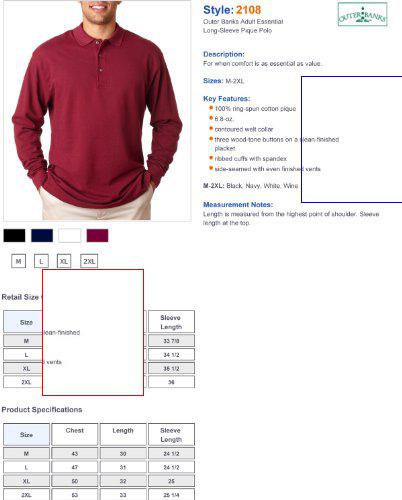 Style: 2108
Outer Banks Adult Essential
Long-Sleeve Pique Polo
OUTER BANKS
Description:
For when comfort is as essential as value.
Sizes: M-2XL
Key Features:
100% ring-spun cotton pique
6.8-oz.
contoured welt collar
three wood-tone buttons on a clean-finished
placket
ribbed cuffs with spandex
side-seamed with even finished vents
M-2XL: Black, Navy, White, Wine
Measurement Notes:
Length is measured from the highest point of shoulder. Sleeve
length at the top.
M L XL 2XL
Retail Size
Size Sleeve Length
lean-finished
M 33 7/8
L 34 1/2
vents
XL 35 1/2
2XL 36
Product Specifications
Size Chest Length Sleeve Length
M 43 30 24 1/2
L 47 31 24 1/2
XL 50 32 25
2XL 53 33 25 1/4